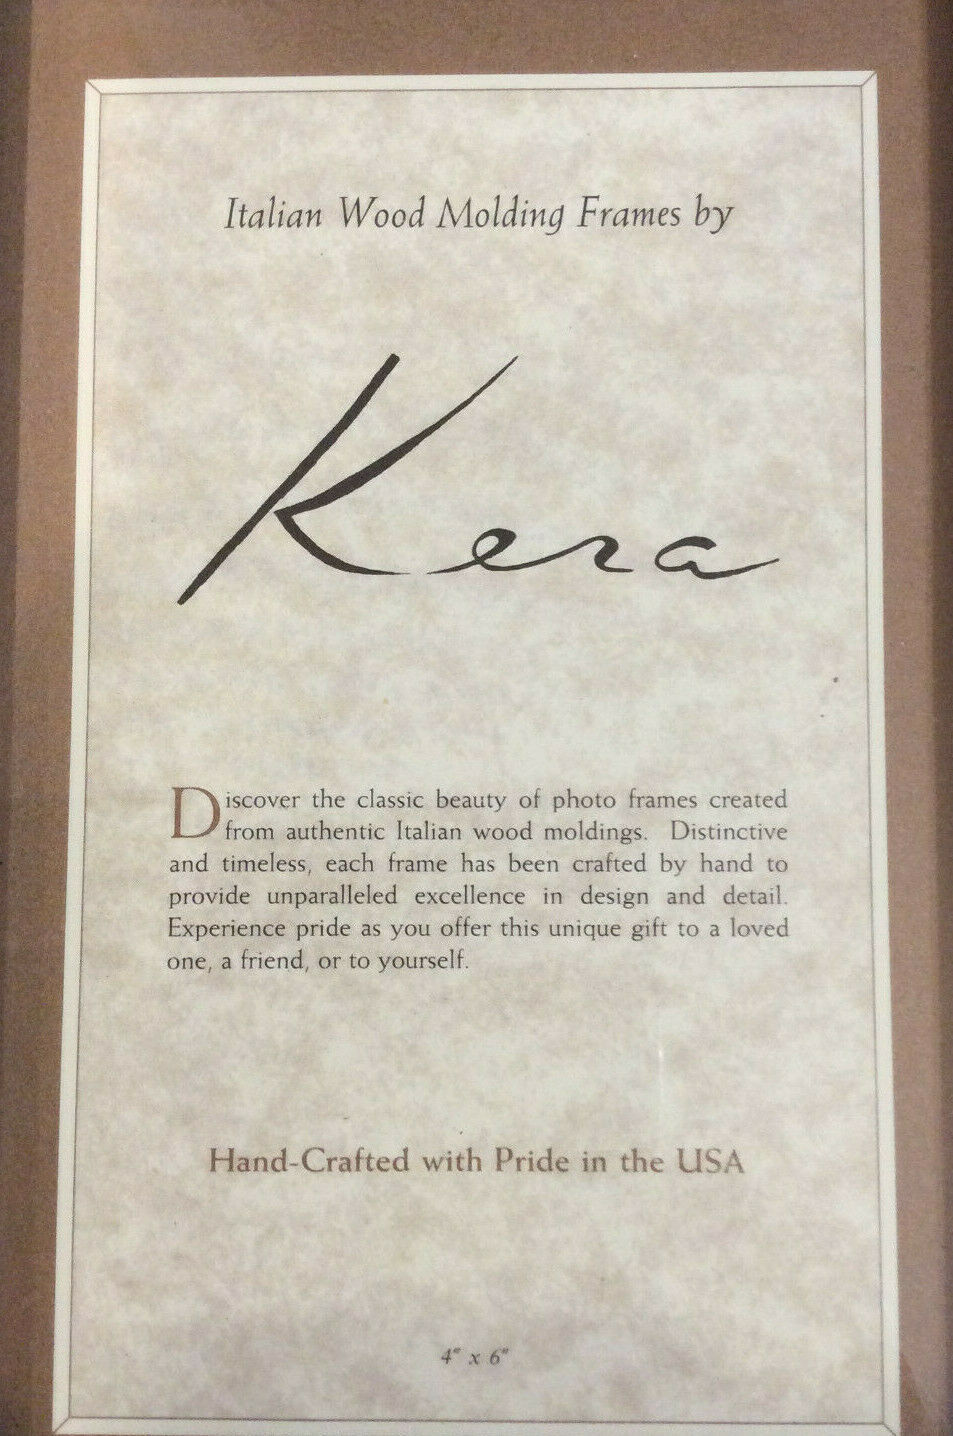 Italian Wood Molding Frames by
Kera
Discover the classic beauty of photo frames created
from authentic Italian wood moldings. Distinctive
and timeless, each frame has been crafted by hand to
provide unparalleled excellence in design and detail.
Experience pride as you offer this unique gift to a loved
one, a friend, or to yourself.
Hand-Crafted with Pride in the USA
4" x 6"